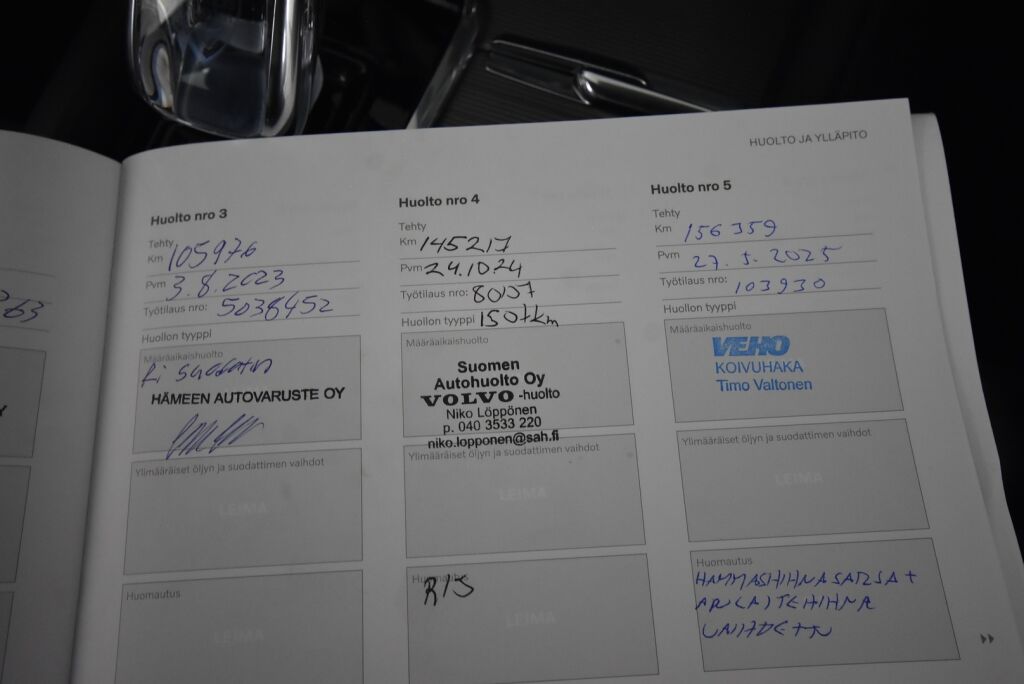 HUOLTO JA YLLÄPITO
Huolto nro 3
Tehty
Km 105976
Pvm 3.8.2023
Työtilaus nro: 5038452
Huollon tyyppi
Määräaikaishuolto
HÄMEEN AUTOVARUSTE OY
Ylimääräiset öljyn ja suodattimen vaihdot
LEIMA
Huomautus
LEIMA
Huolto nro 4
Tehty
Km 145217
Pvm 24.1024
Työtilaus nro:
Huollon tyyppi 150tkm
Määräaikaishuolto
Suomen
Autohuolto Oy
VOLVO -huolto
Niko Löppönen
p. 040 3533 220
niko.lopponen@sah.fi
Ylimääräiset öljyn ja suodattimen vaihdot
LEIMA
Huomautus
LEIMA
Huolto nro 5
Tehty
Km 156359
Pvm 27.5.2025
Työtilaus nro: 103930
Huollon tyyppi
Määräaikaishuolto
VEHO
KOIVUHAKA
Timo Valtonen
Ylimääräiset öljyn ja suodattimen vaihdot
LEIMA
Huomautus
HAMMASHIHNASARJA +
APULAITEHIHNA
VAIHDETTU